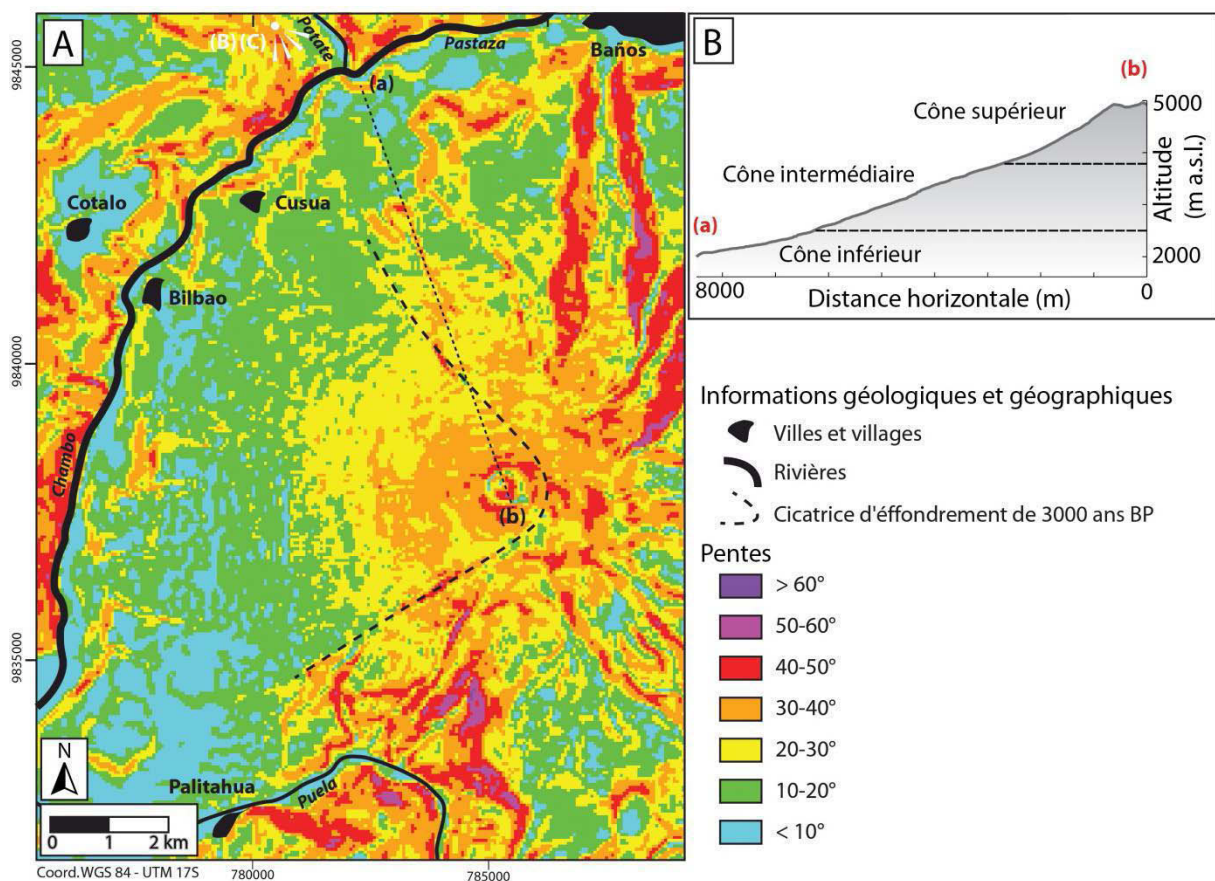 A
(B) (C)
Patate
Pastaza
Baños
(a)
9845000
Cotalo
Cusua
Bilbao
9840000
Chambo
(b)
9835000
N
Palitahua
Puela
0 1 2 km
Coord.WGS 84 - UTM 17S
780000
785000
B
(b)
Cône supérieur
5000
Cône intermédiaire
Altitude
(m a.s.l.)
(a)
Cône inférieur
2000
8000
Distance horizontale (m)
0
Informations géologiques et géographiques
Villes et villages
Rivières
Cicatrice d'éffondrement de 3000 ans BP
Pentes
> 60°
50-60°
40-50°
30-40°
20-30°
10-20°
< 10°